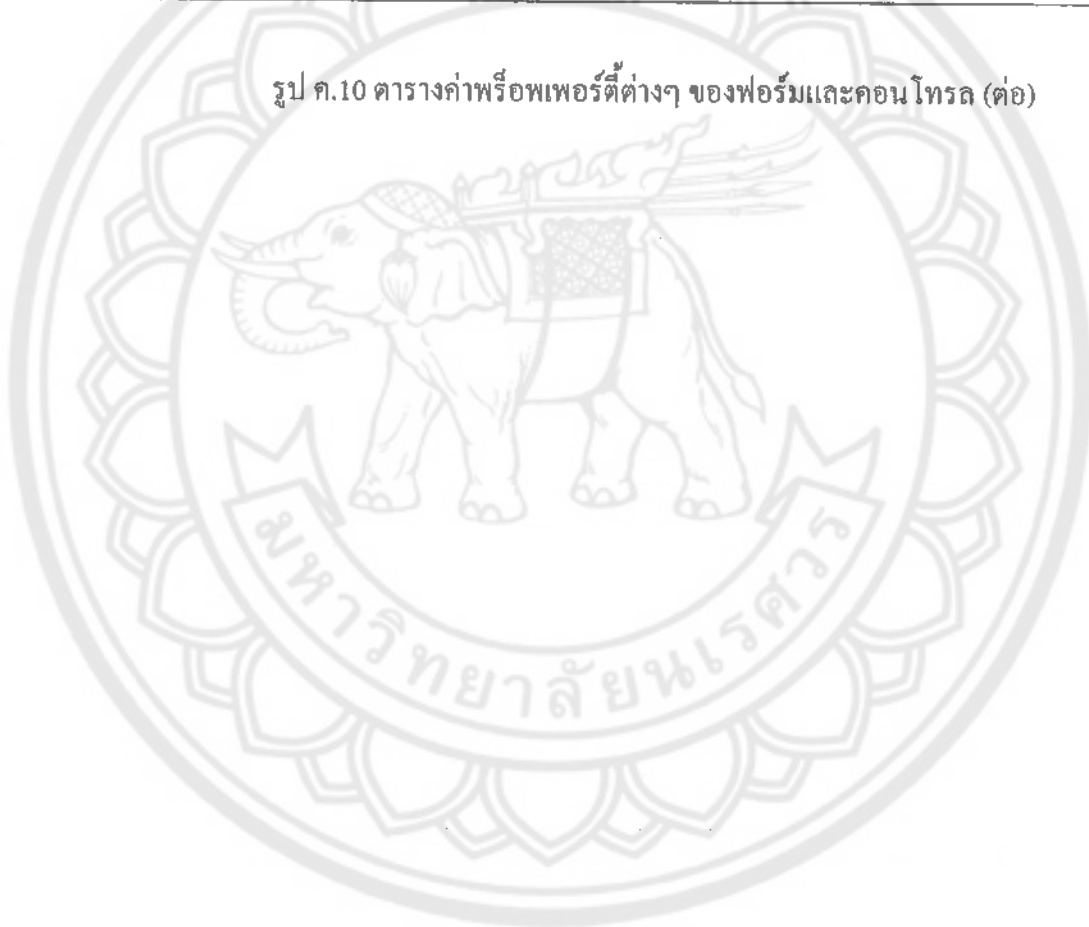 รูป ค.10 ตารางค่าพร็อพเพอร์ตี้ต่างๆ ของฟอร์มและคอนโทรล (ต่อ)
มหาวิทยาลัยนเรศวร